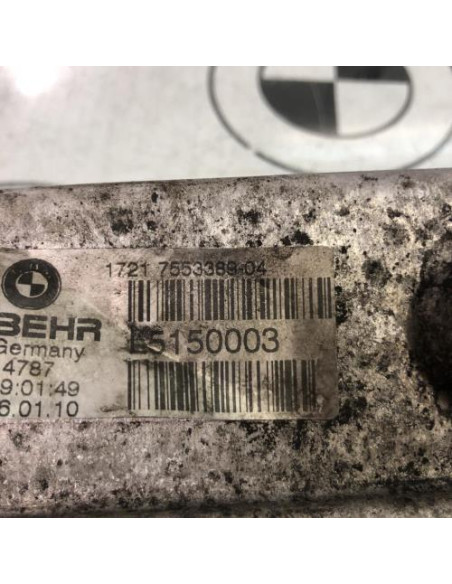 1721 7553389-04
BEHR
Germany
4787
9:01:49
6.01.10
L5150003